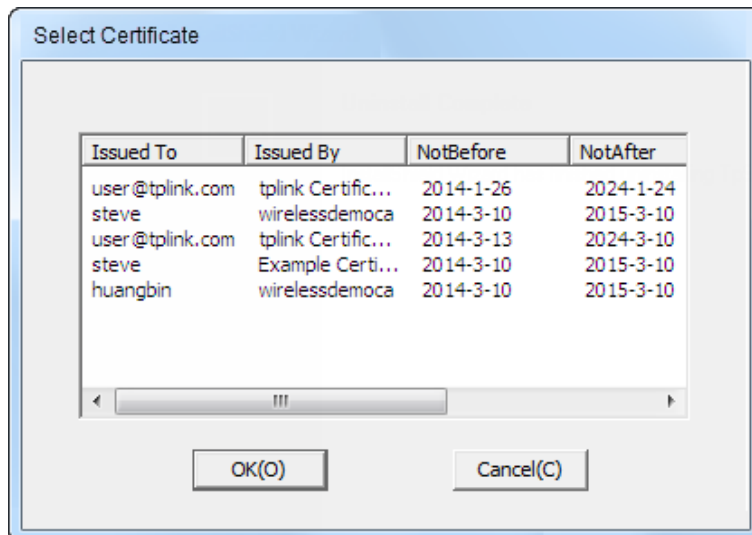 Select Certificate
Issued To Issued By NotBefore NotAfter
user@tplink.com tplink Certific... 2014-1-26 2024-1-24
steve wirelessdemoca 2014-3-10 2015-3-10
user@tplink.com tplink Certific... 2014-3-13 2024-3-10
steve Example Certi... 2014-3-10 2015-3-10
huangbin wirelessdemoca 2014-3-10 2015-3-10
OK(O) Cancel(C)